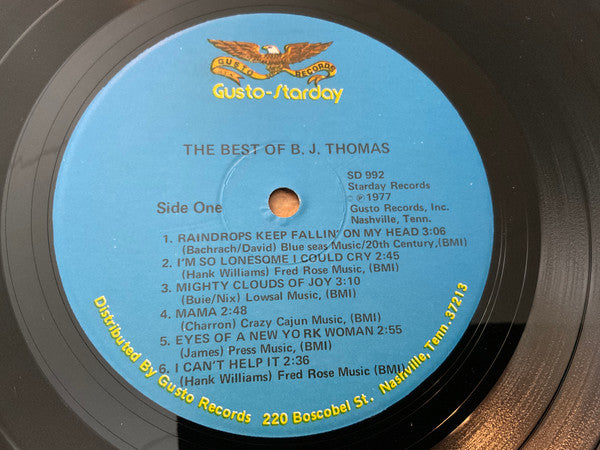 GUSTO RECORDS
Gusto-Starday
THE BEST OF B. J. THOMAS
SD 992
Starday Records
℗ 1977
Gusto Records, Inc.
Nashville, Tenn.
Side One
1. RAINDROPS KEEP FALLIN' ON MY HEAD 3:06
(Bachrach/David) Blue seas Music/20th Century,(BMI)
2. I'M SO LONESOME I COULD CRY 2:45
(Hank Williams) Fred Rose Music, (BMI)
3. MIGHTY CLOUDS OF JOY 3:10
(Buie/Nix) Lowsal Music, (BMI)
4. MAMA 2:48
(Charron) Crazy Cajun Music, (BMI)
5. EYES OF A NEW YO RK WOMAN 2:55
(James) Press Music, (BMI)
6. I CAN'T HELP IT 2:36
(Hank Williams) Fred Rose Music (BMI)
Distributed By Gusto Records 220 Boscobel St. Nashville, Tenn. 37213